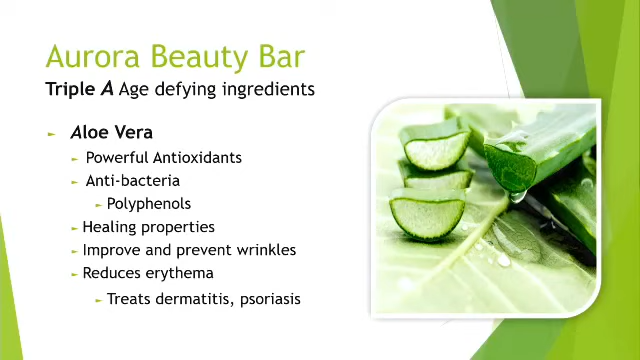 Aurora Beauty Bar
Triple A Age defying ingredients
Aloe Vera
Powerful Antioxidants
Anti-bacteria
Polyphenols
Healing properties
Improve and prevent wrinkles
Reduces erythema
Treats dermatitis, psoriasis